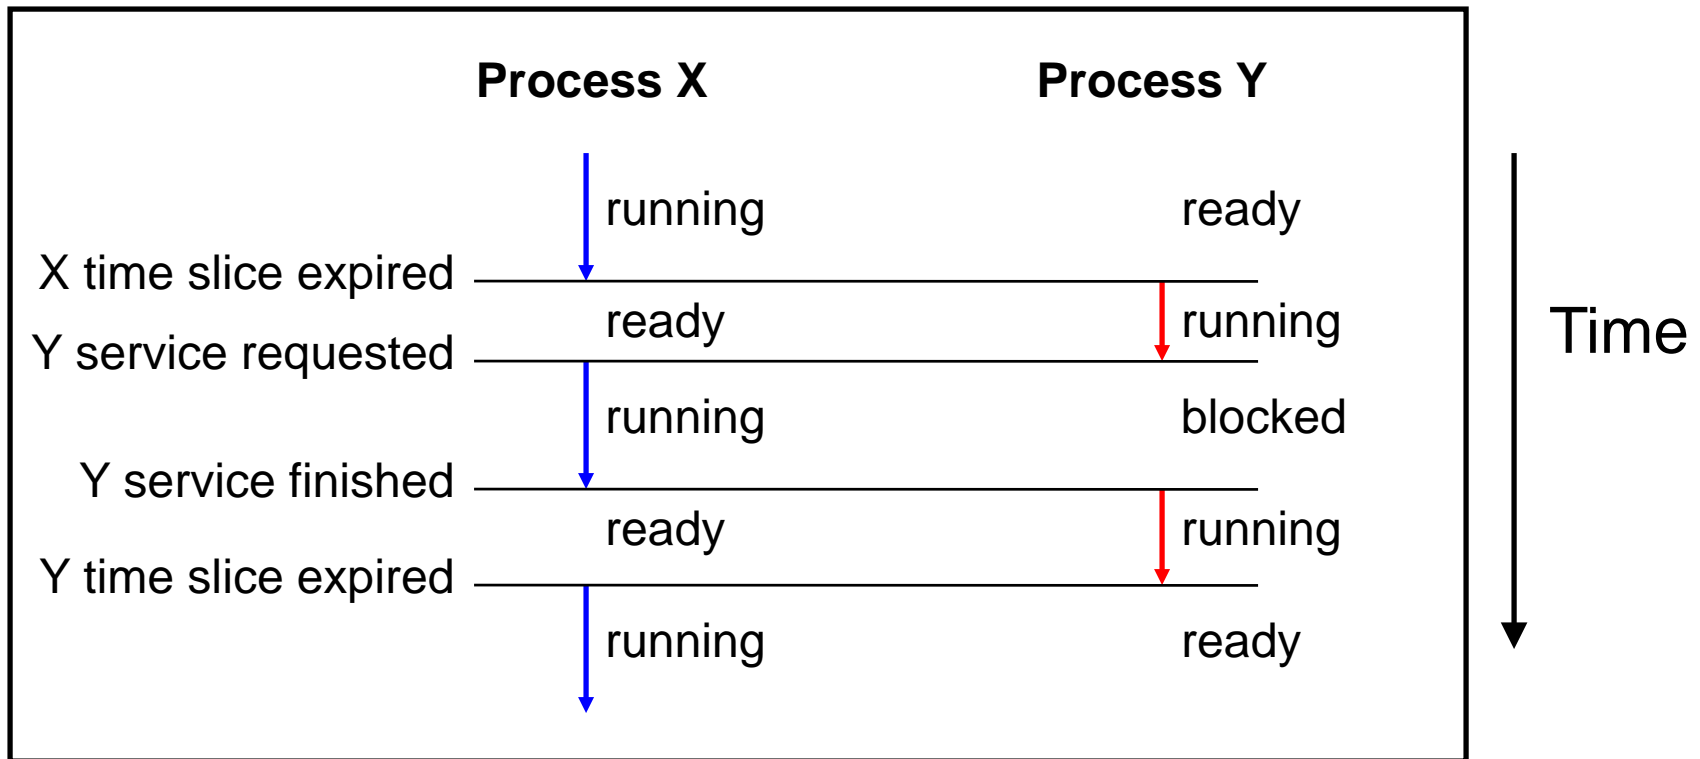 Process X Process Y
running ready
X time slice expired
ready running
Time
Y service requested
running blocked
Y service finished
ready running
Y time slice expired
running ready